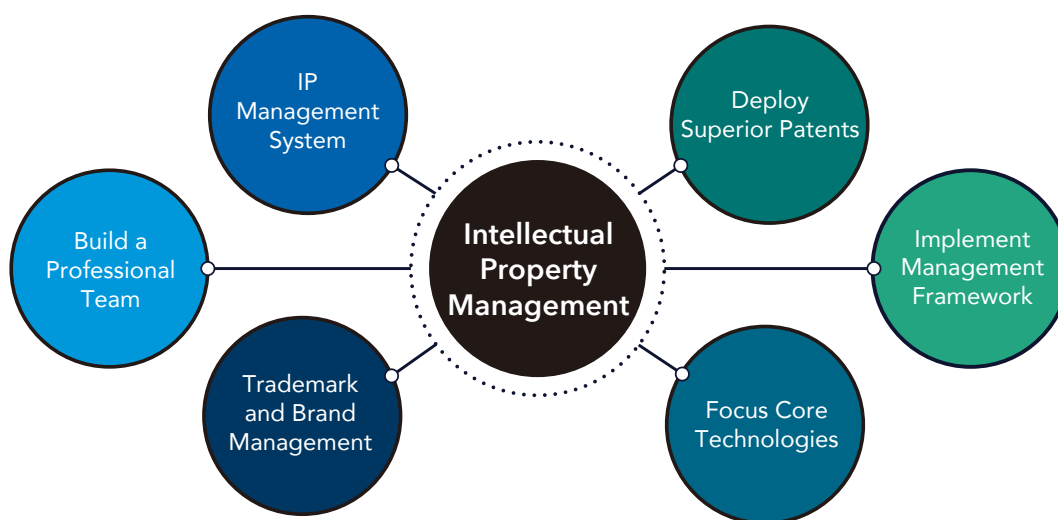 IP
Management
System
Deploy
Superior Patents
Build a
Professional
Team
Intellectual
Property
Management
Implement
Management
Framework
Trademark
and Brand
Management
Focus Core
Technologies